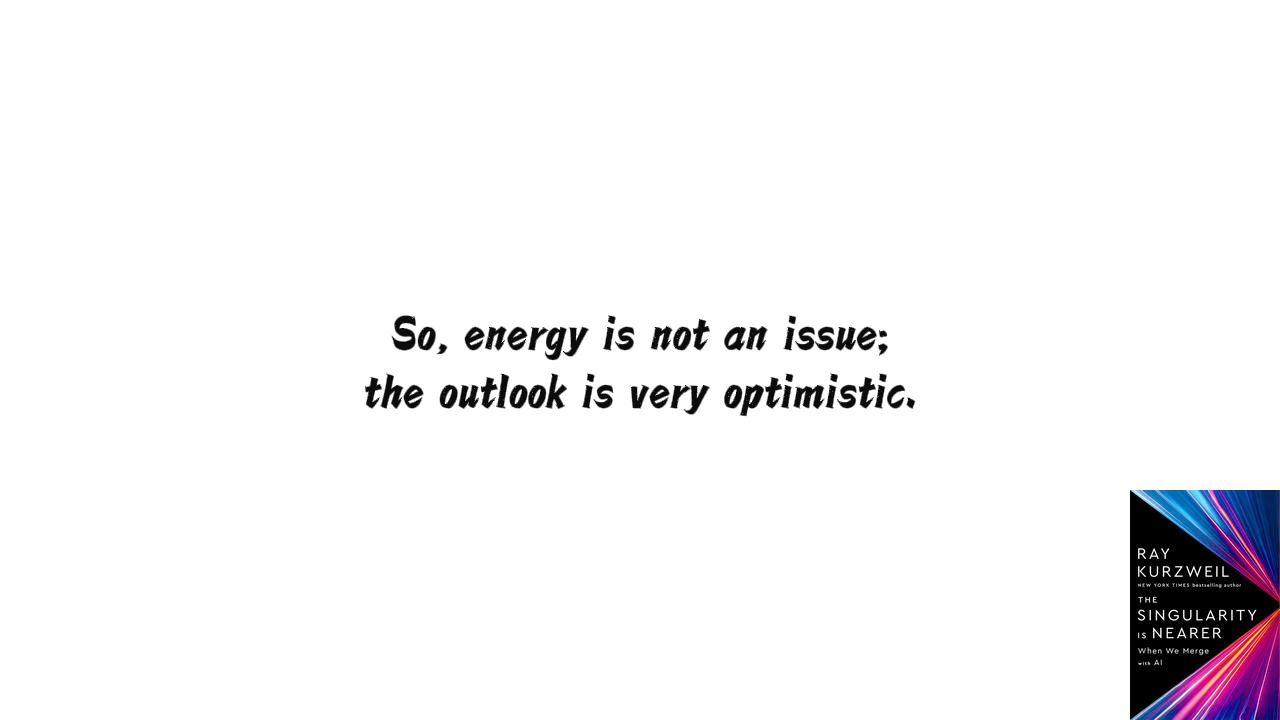 So, energy is not an issue;
the outlook is very optimistic.
RAY
KURZWEIL
NEW YORK TIMES bestselling author
THE
SINGULARITY
IS NEARER
When We Merge
with AI